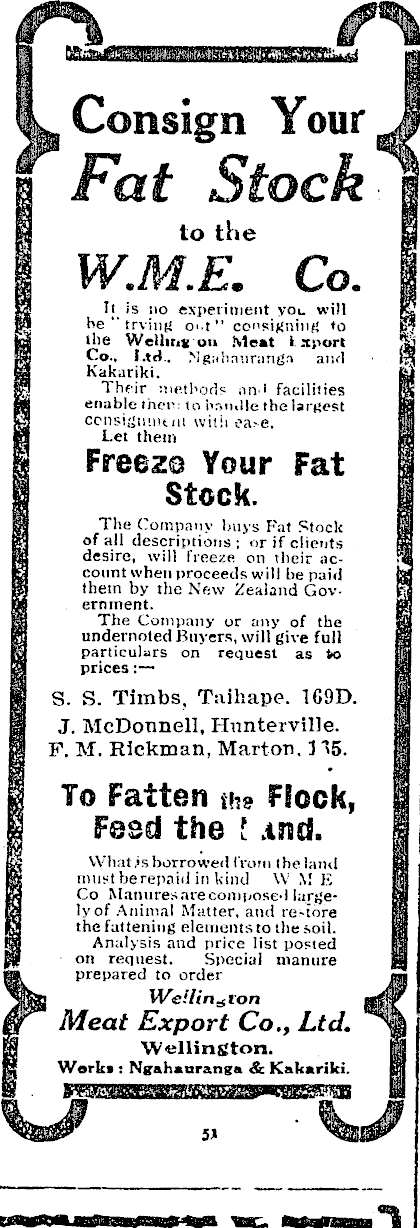 Consign Your
Fat Stock
to the
W.M.E. Co.
It is no experiment you will
be "trying out" consigning to
the Wellington Meat Export
Co., Ltd., Ngahauranga and
Kakariki.
Their methods and facilities
enable them to handle the largest
consignment with ease.
Let them
Freeze Your Fat
Stock.
The Company buys Fat Stock
of all descriptions; or if clients
desire, will freeze on their ac-
count when proceeds will be paid
them by the New Zealand Gov-
ernment.
The Company or any of the
undernoted Buyers, will give full
particulars on request as to
prices:—
S. S. Timbs, Taihape. 169D.
J. McDonnell, Hunterville.
F. M. Rickman, Marton. 135.
To Fatten the Flock,
Feed the Land.
What is borrowed from the land
must be repaid in kind W M E
Co Manures are composed large-
ly of Animal Matter, and restore
the fattening elements to the soil.
Analysis and price list posted
on request. Special manure
prepared to order
Wellington
Meat Export Co., Ltd.
Wellington.
Works: Ngahauranga & Kakariki.
51